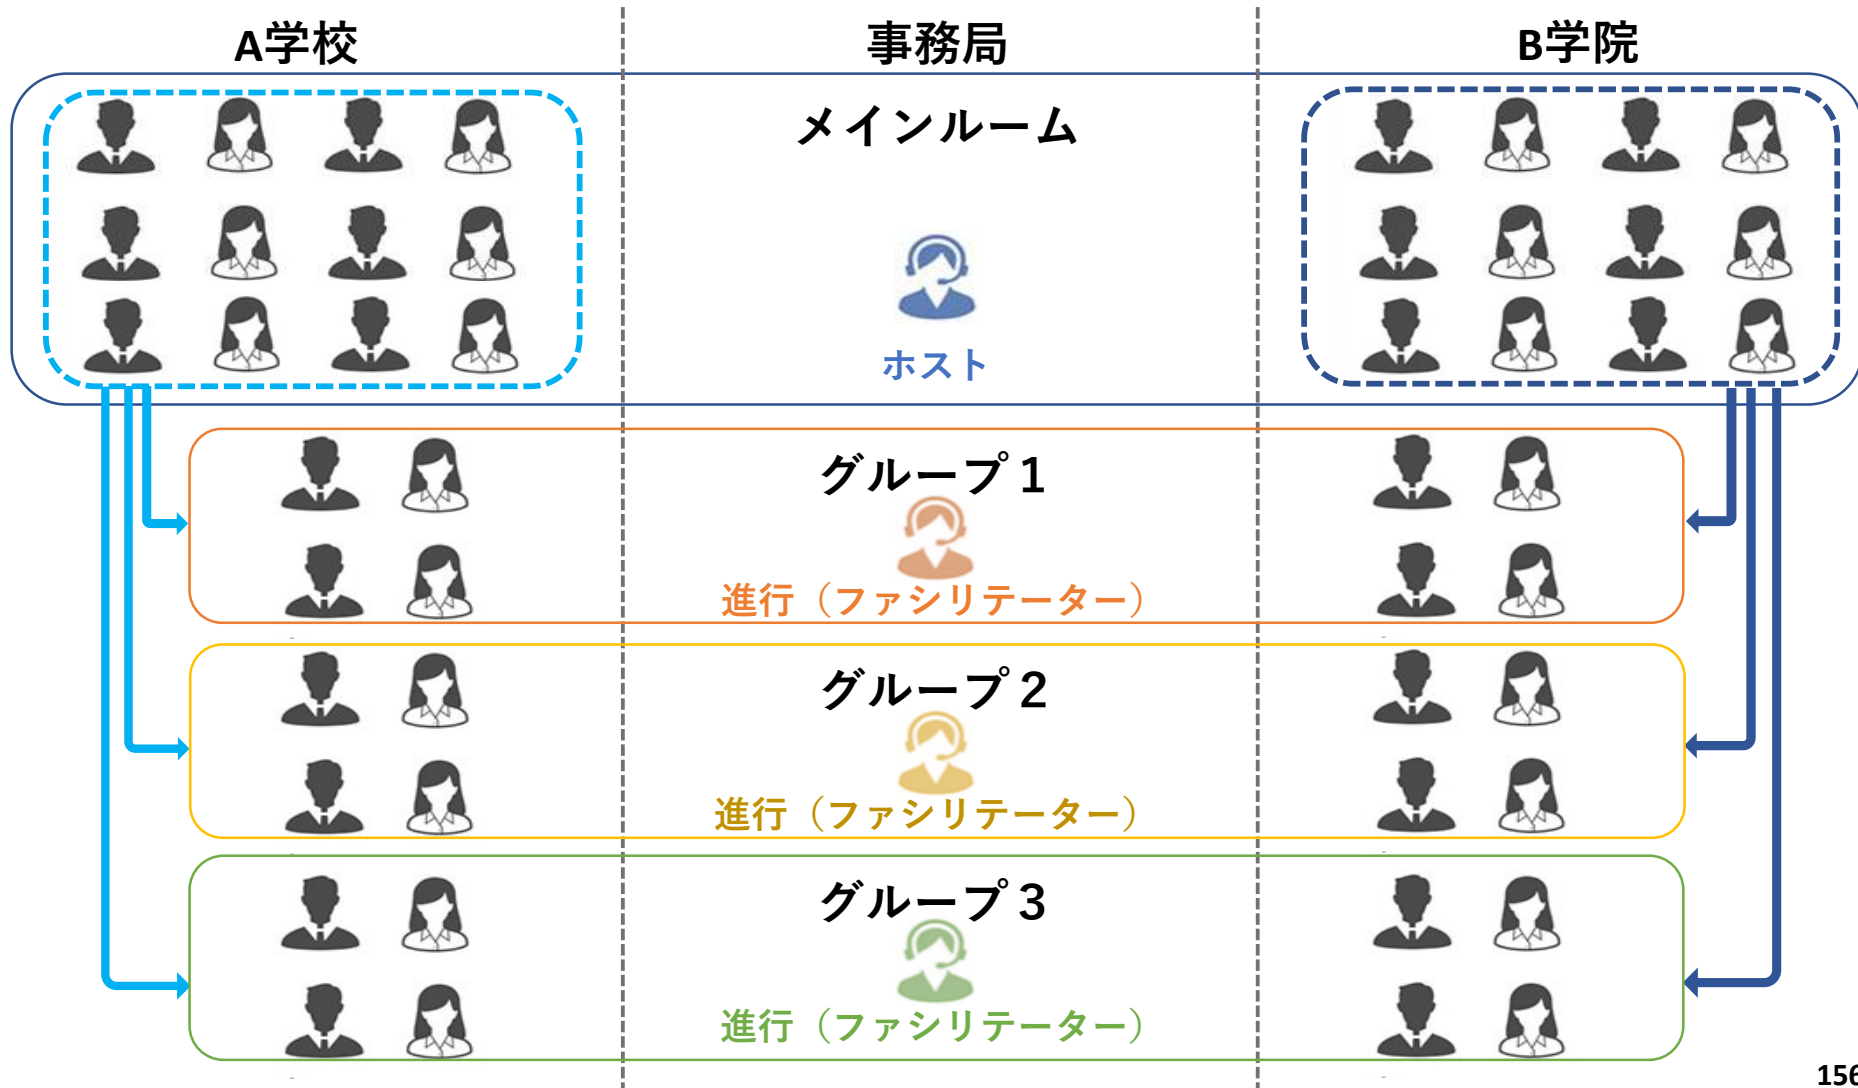 A学校
事務局
B学院
メインルーム
ホスト
グループ1
進行（ファシリテーター）
グループ2
進行（ファシリテーター）
グループ3
進行（ファシリテーター）
156